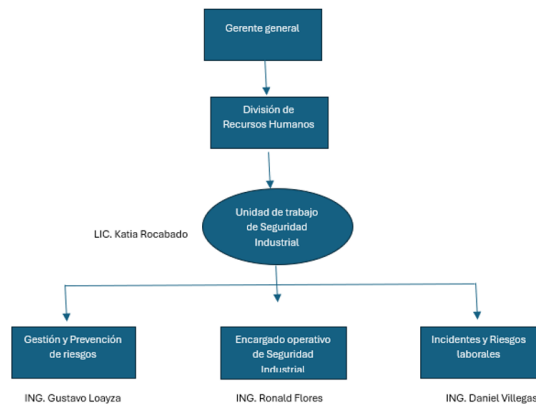 Gerente general
División de
Recursos Humanos
Unidad de trabajo
de Seguridad
Industrial
LIC. Katia Rocabado
Gestión y Prevención
de riesgos
Encargado operativo
de Seguridad
Industrial
Incidentes y Riesgos
laborales
ING. Gustavo Loayza
ING. Ronald Flores
ING. Daniel Villegas